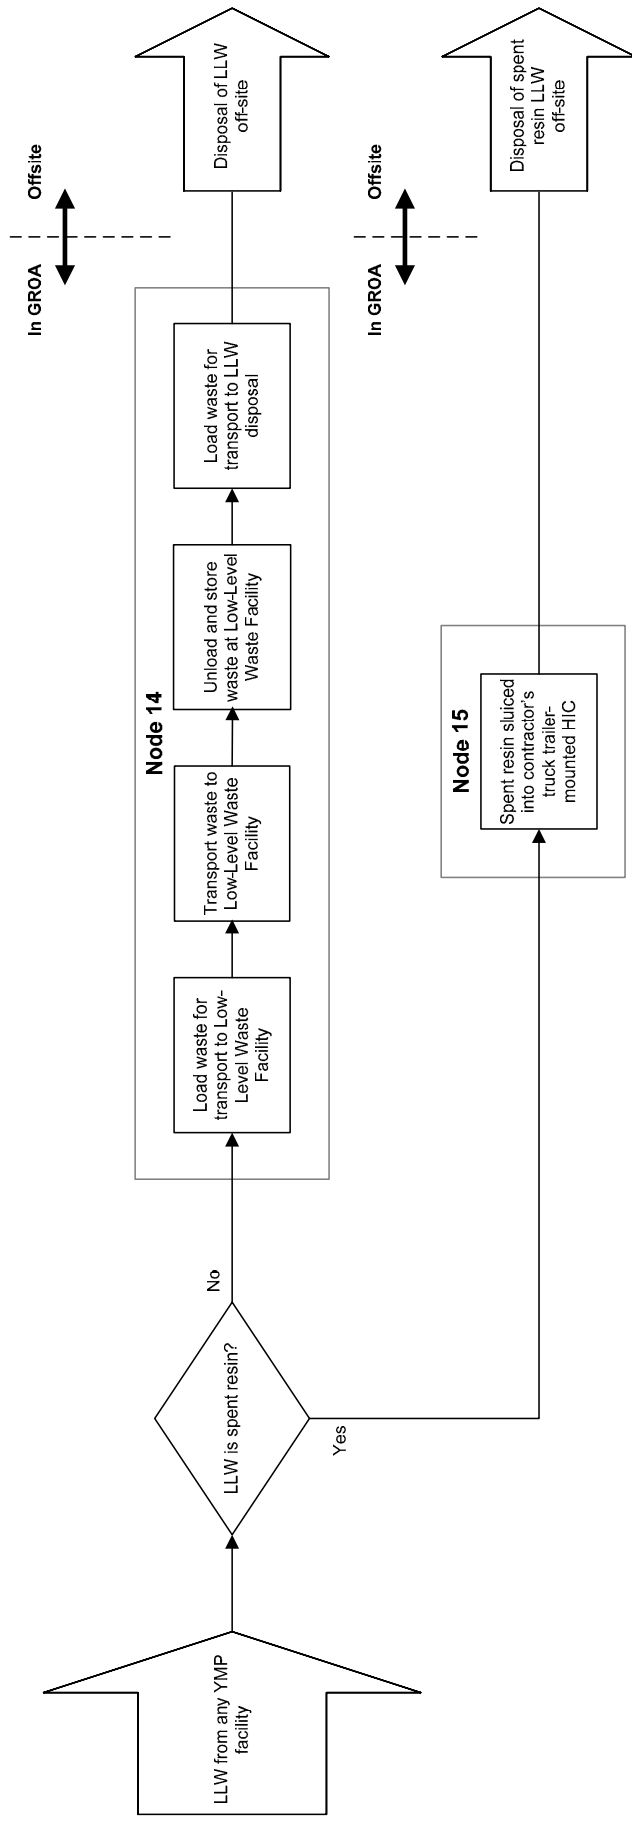 LLW from any YMP
facility
LLW is spent resin?
No
Yes
Node 14
Load waste for
transport to Low-
Level Waste
Facility
Transport waste to
Low-Level Waste
Facility
Unload and store
waste at Low-Level
Waste Facility
Load waste for
transport to LLW
disposal
In GROA
Offsite
Disposal of LLW
off-site
Node 15
Spent resin sluiced
into contractor's
truck trailer-
mounted HIC
In GROA
Offsite
Disposal of spent
resin LLW
off-site